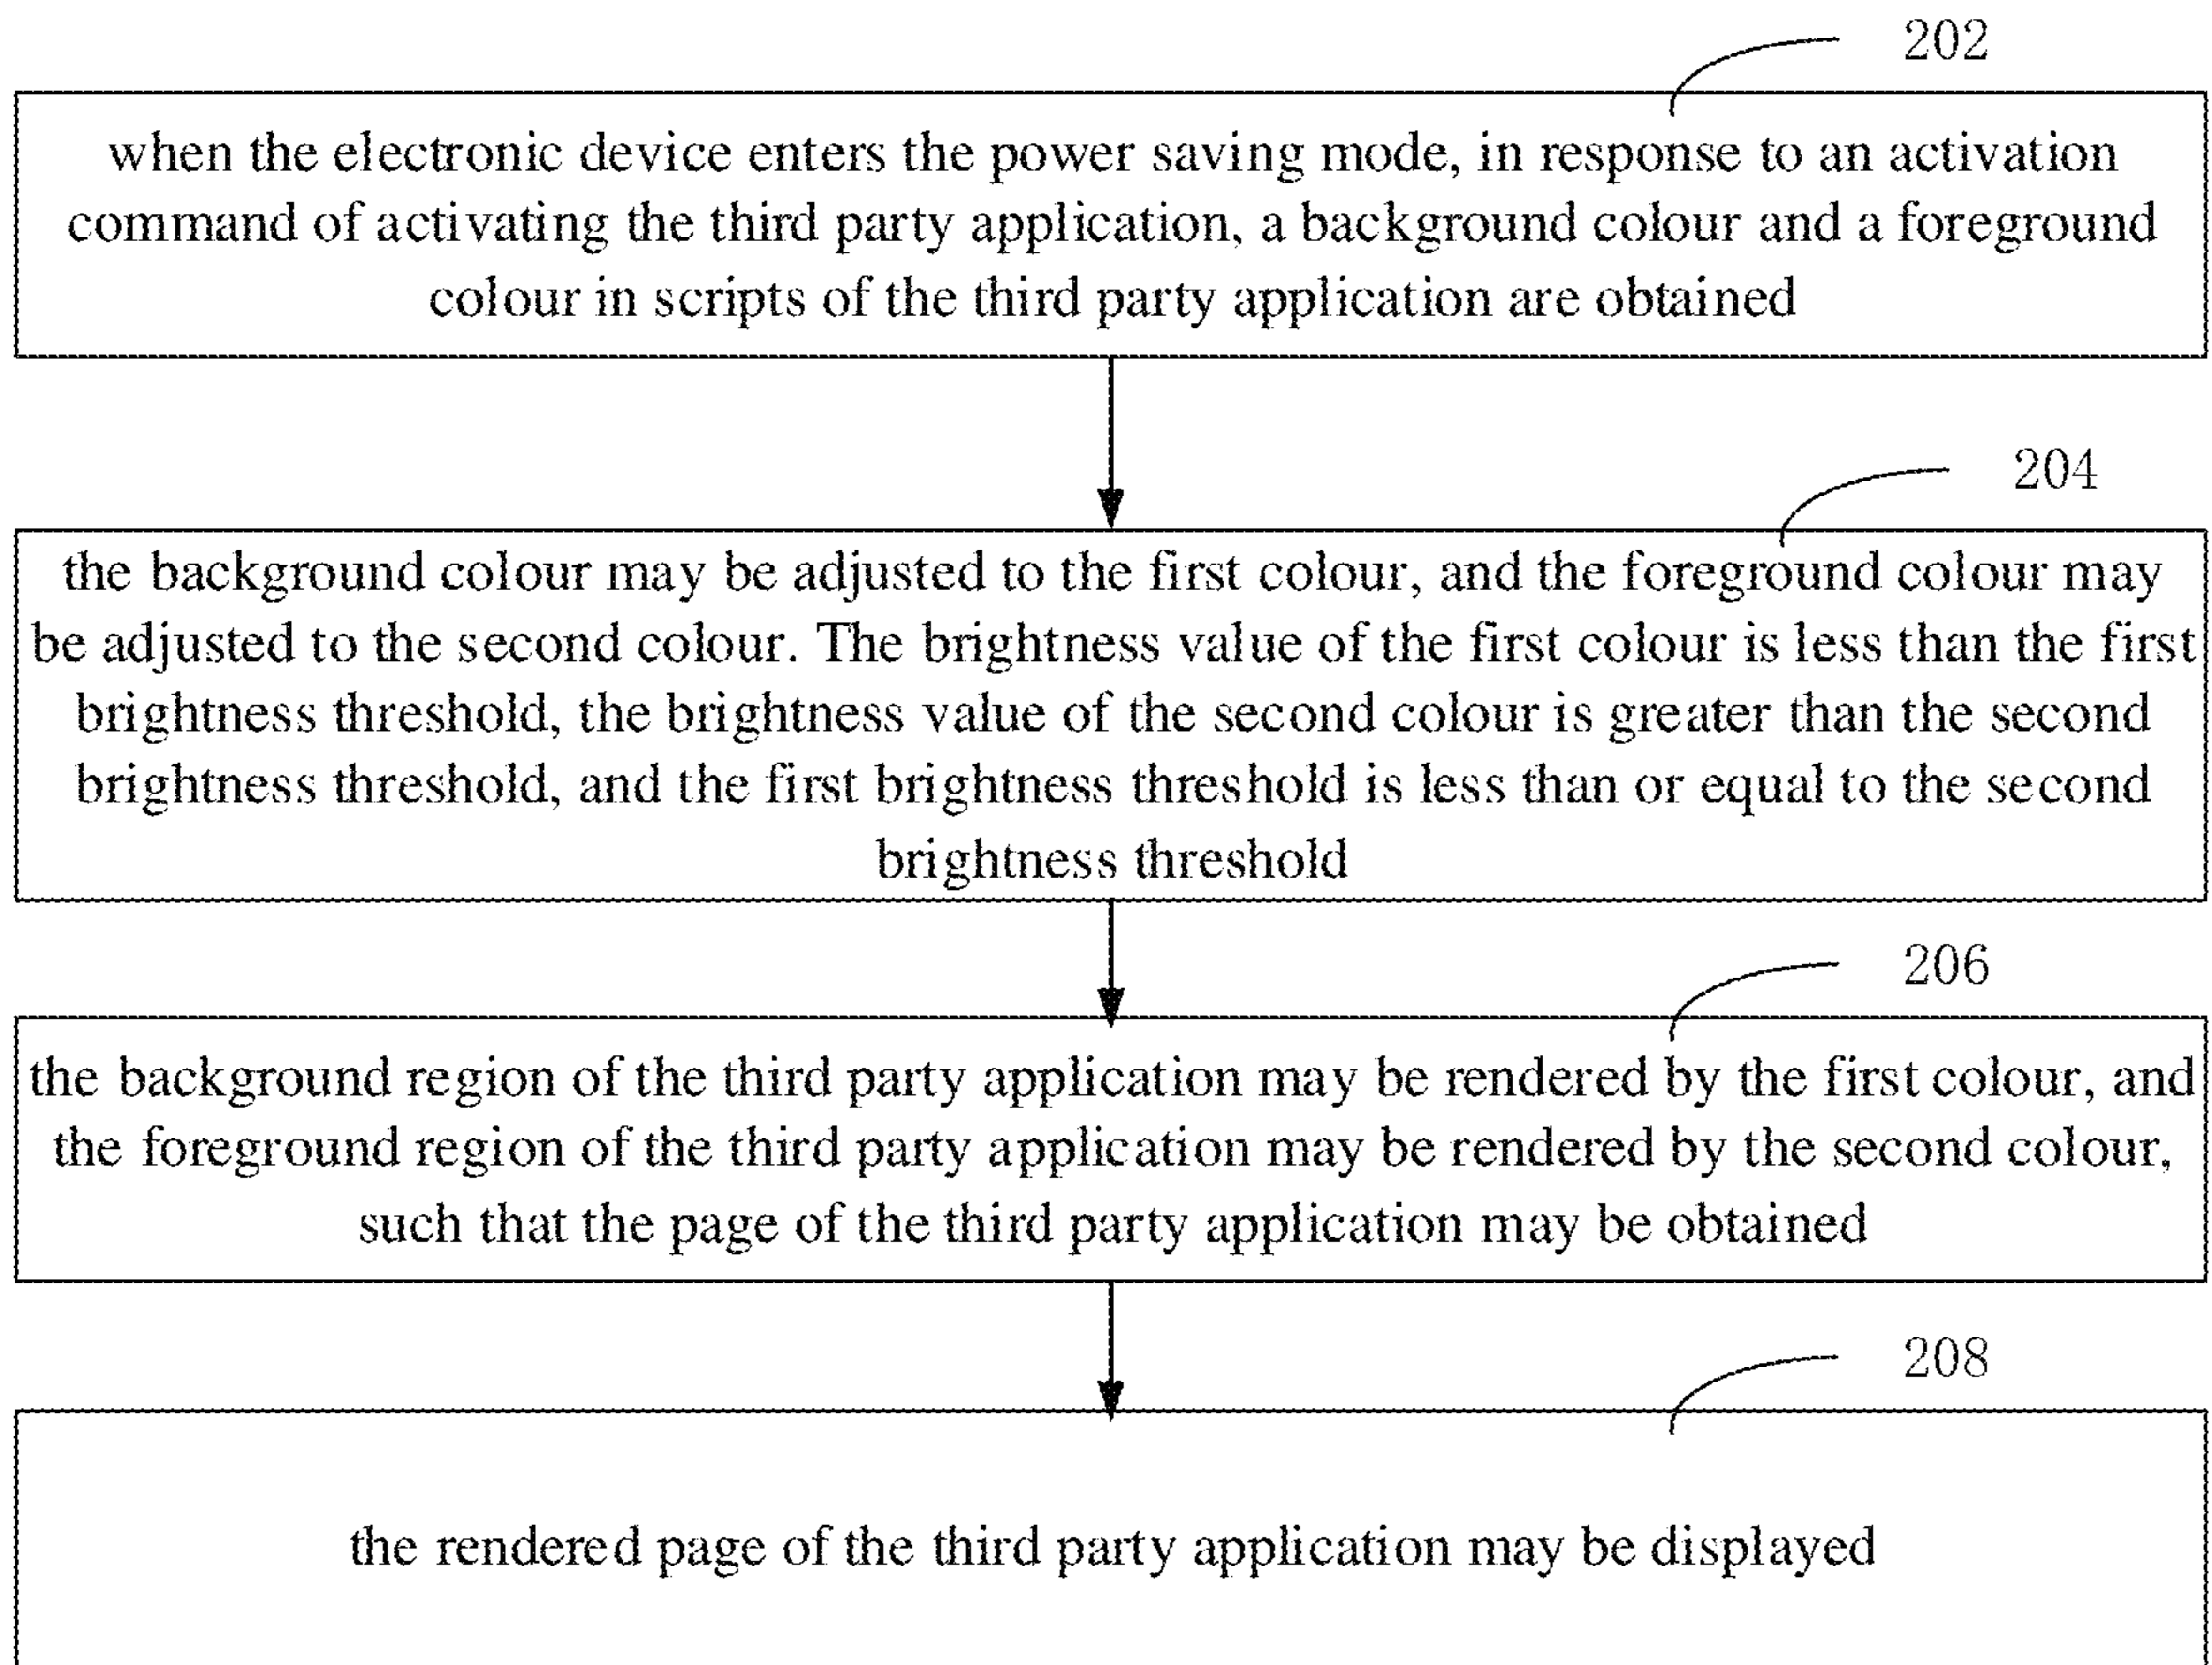 202
when the electronic device enters the power saving mode, in response to an activation
command of activating the third party application, a background colour and a foreground
colour in scripts of the third party application are obtained
204
the background colour may be adjusted to the first colour, and the foreground colour may
be adjusted to the second colour. The brightness value of the first colour is less than the first
brightness threshold, the brightness value of the second colour is greater than the second
brightness threshold, and the first brightness threshold is less than or equal to the second
brightness threshold
206
the background region of the third party application may be rendered by the first colour, and
the foreground region of the third party application may be rendered by the second colour,
such that the page of the third party application may be obtained
208
the rendered page of the third party application may be displayed